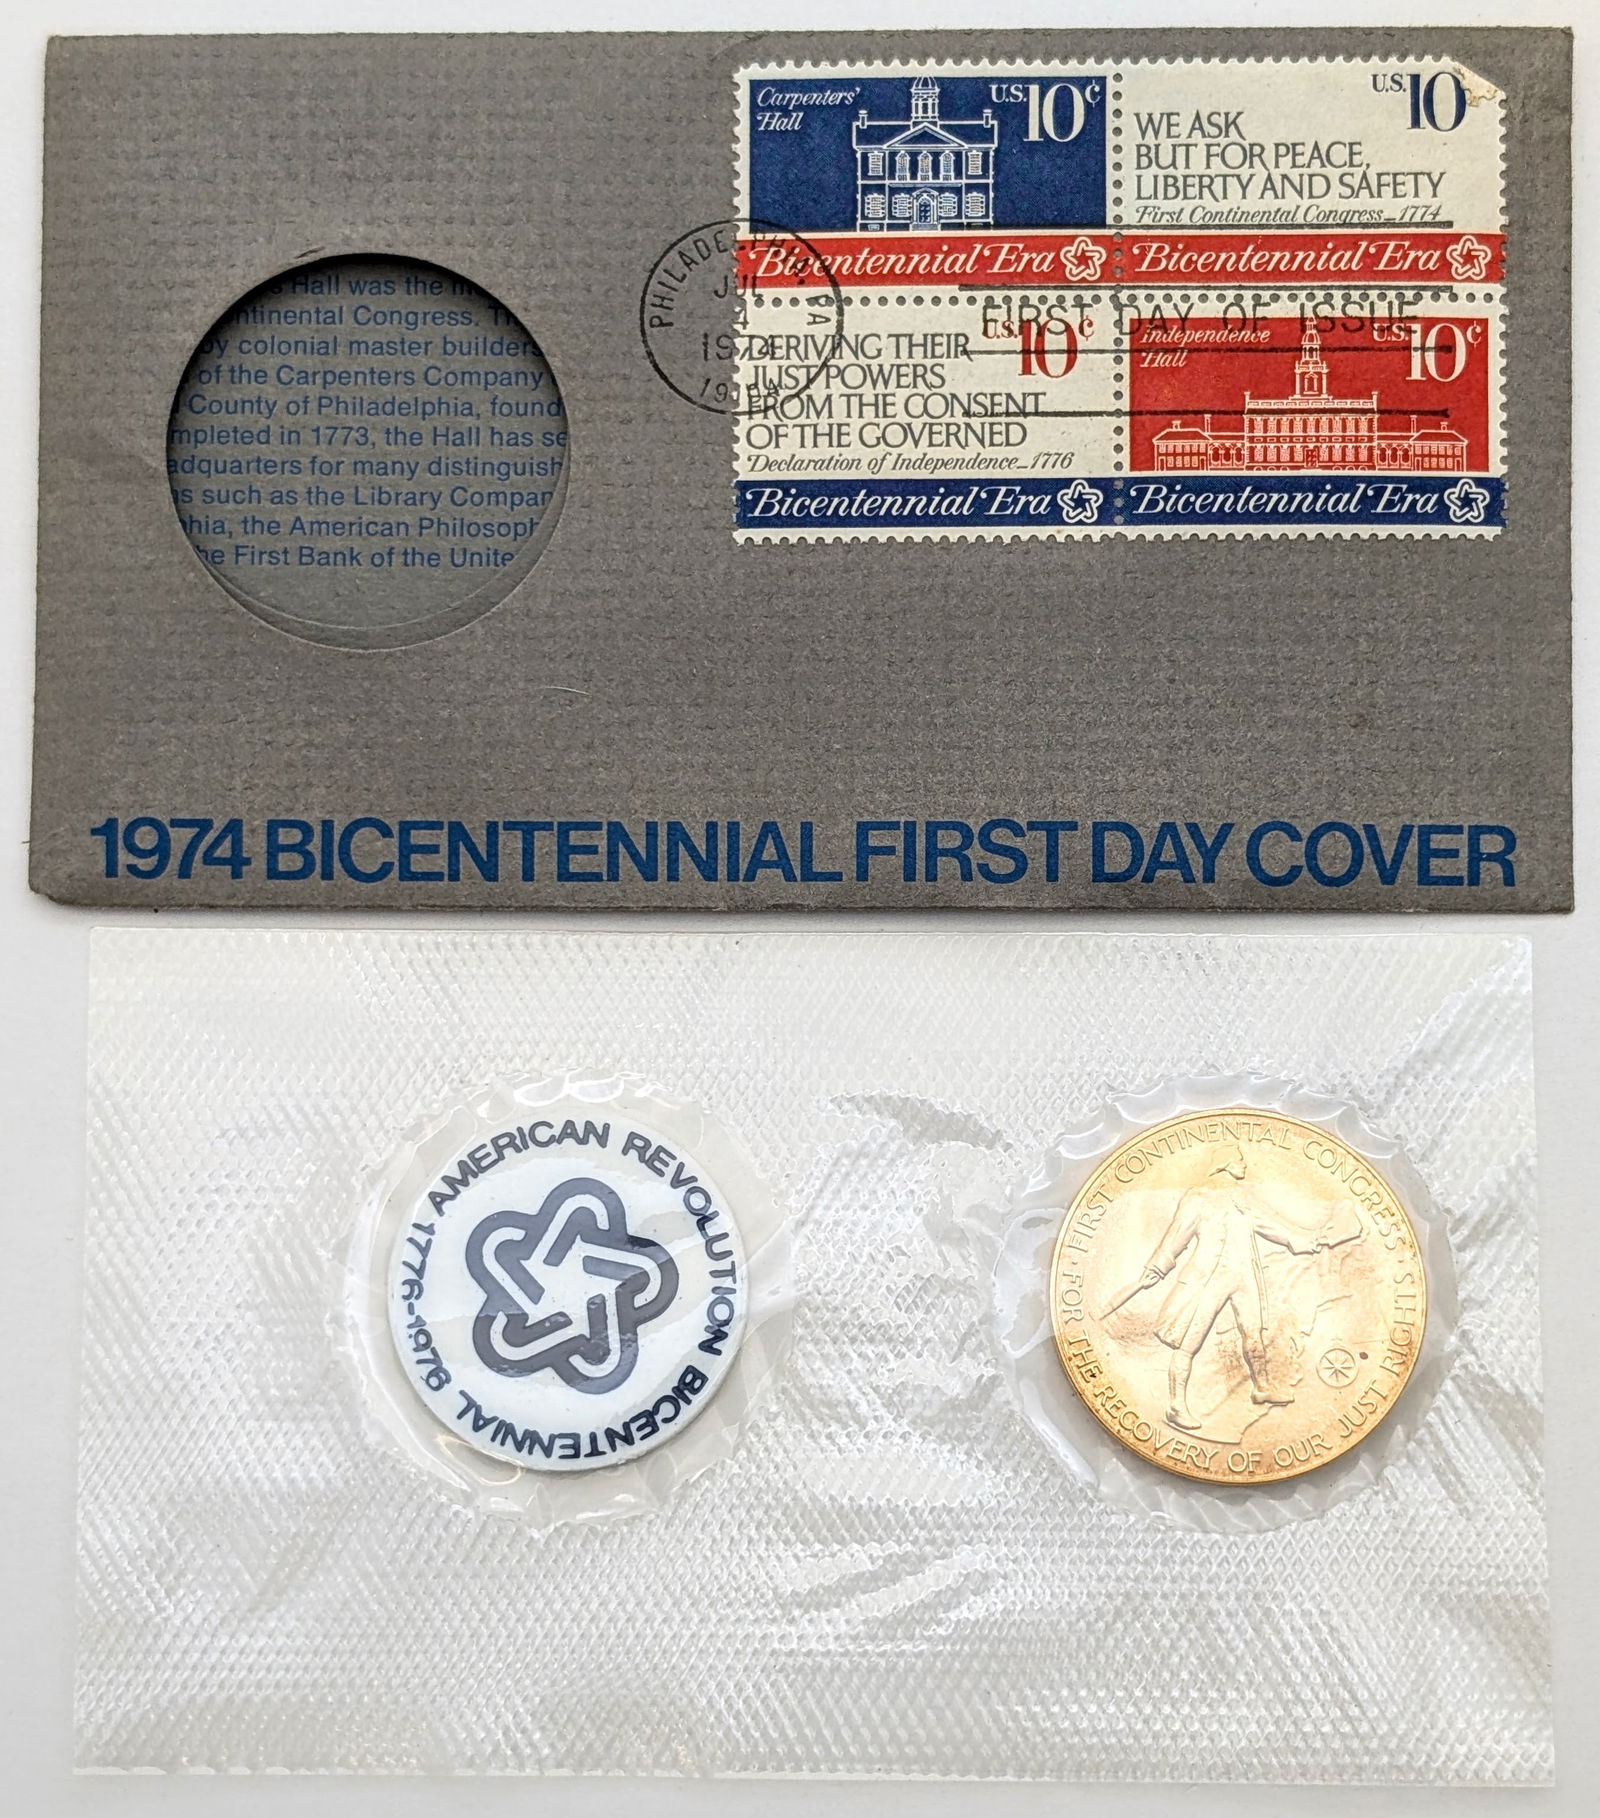 Carpenters'
Hall
U.S. 10¢
U.S. 10
WE ASK
BUT FOR PEACE,
LIBERTY AND SAFETY
First Continental Congress_1774
Bicentennial Era
Bicentennial Era
PHILADELPHIA, PA
JUL
4
1974
19104
FIRST DAY OF ISSUE
U.S. 10¢
DERIVING THEIR
JUST POWERS
FROM THE CONSENT
OF THE GOVERNED
Declaration of Independence_1776
Independence
Hall
U.S. 10¢
Bicentennial Era
Bicentennial Era
Hall was the
ntinental Congress.
by colonial master builders
of the Carpenters Company
County of Philadelphia, found
mpleted in 1773, the Hall has se
adquarters for many distinguish
s such as the Library Compan
hia, the American Philosoph
he First Bank of the Unite
1974 BICENTENNIAL FIRST DAY COVER
AMERICAN REVOLUTION BICENTENNIAL 1776-1976
FIRST CONTINENTAL CONGRESS
FOR THE RECOVERY OF OUR JUST RIGHTS